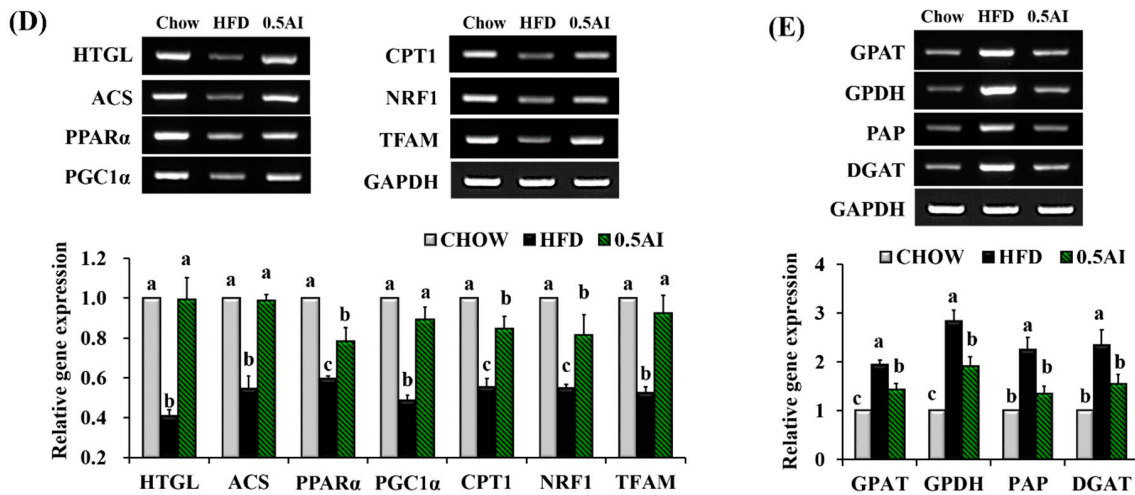 (D)
Chow HFD 0.5AI
HTGL
ACS
PPARα
PGC1α
Chow HFD 0.5AI
CPT1
NRF1
TFAM
GAPDH
CHOW HFD 0.5AI
Relative gene expression
1.2
1.0
0.8
0.6
0.4
0.2
a b a
a b a
a c b
a b a
a c b
a c b
a b a
HTGL ACS PPARα PGC1α CPT1 NRF1 TFAM
(E)
Chow HFD 0.5AI
GPAT
GPDH
PAP
DGAT
GAPDH
CHOW HFD 0.5AI
Relative gene expression
4
3
2
1
0
c a b
c a b
b a b
b a b
GPAT GPDH PAP DGAT